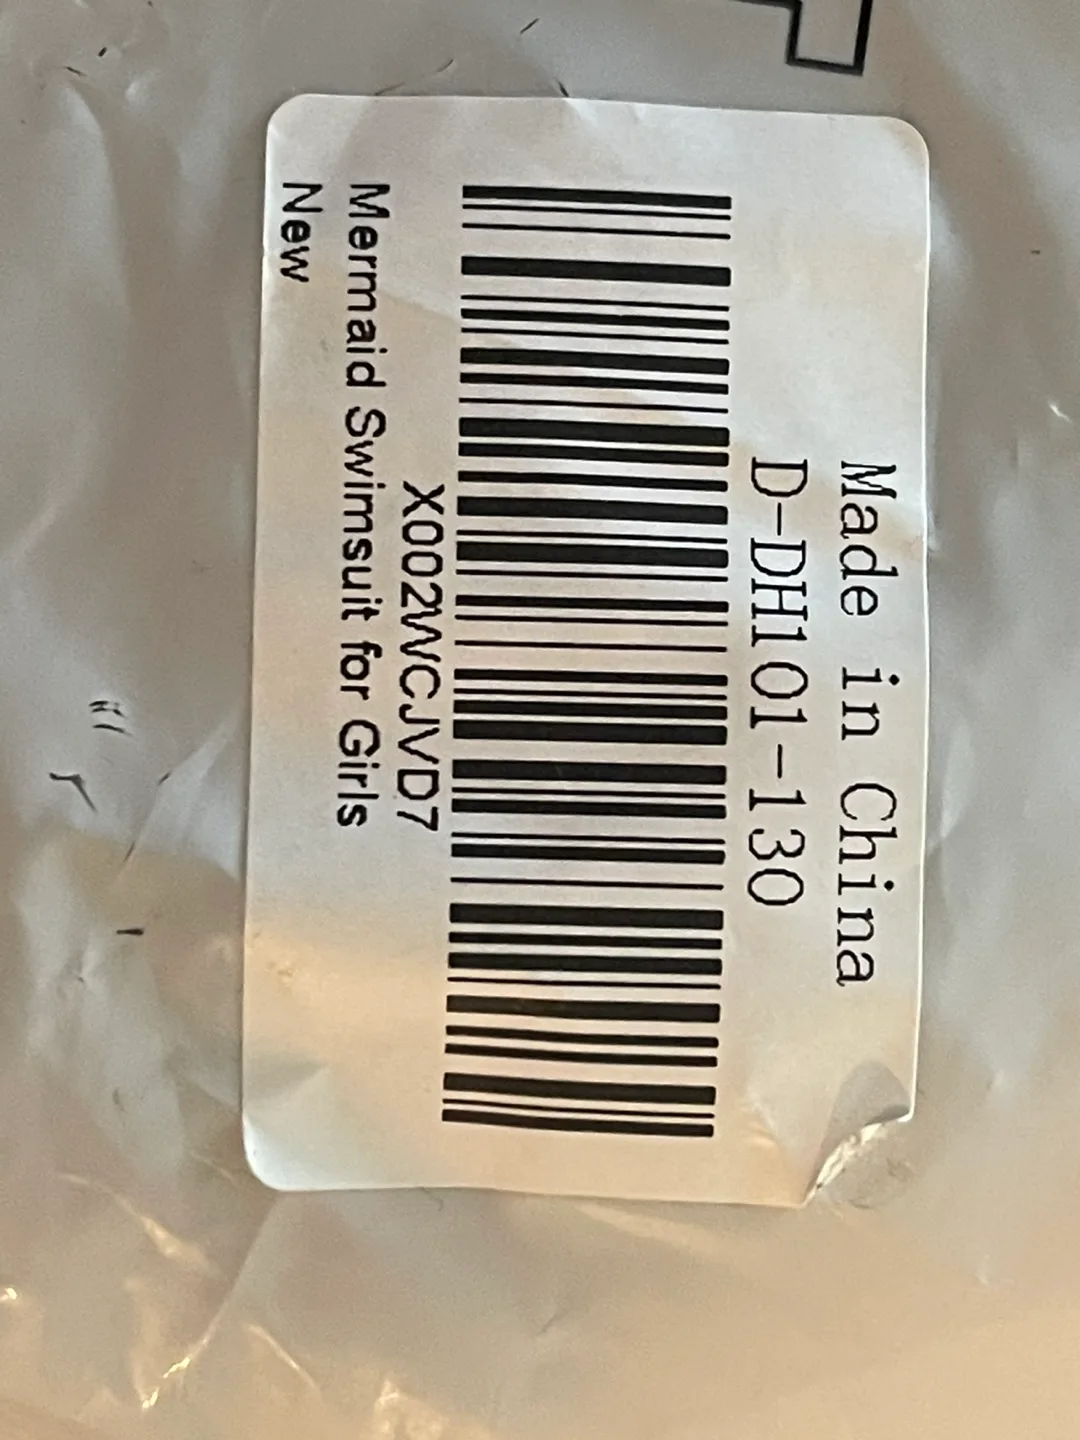 Made in China
D-DH101-130
X002WCJVD7
Mermaid Swimsuit for Girls
New